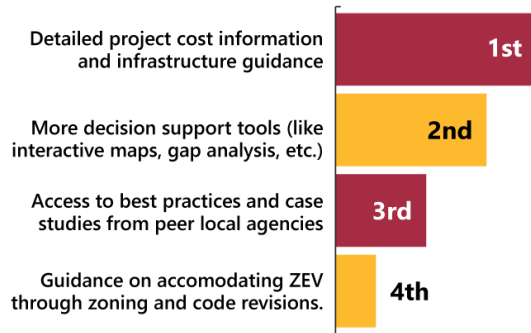 Detailed project cost information
and infrastructure guidance
1st
More decision support tools (like
interactive maps, gap analysis, etc.)
2nd
Access to best practices and case
studies from peer local agencies
3rd
Guidance on accomodating ZEV
through zoning and code revisions.
4th